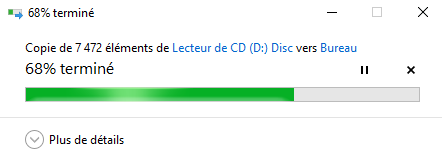 68% terminé
Copie de 7 472 éléments de Lecteur de CD (D:) Disc vers Bureau
68% terminé
Plus de détails